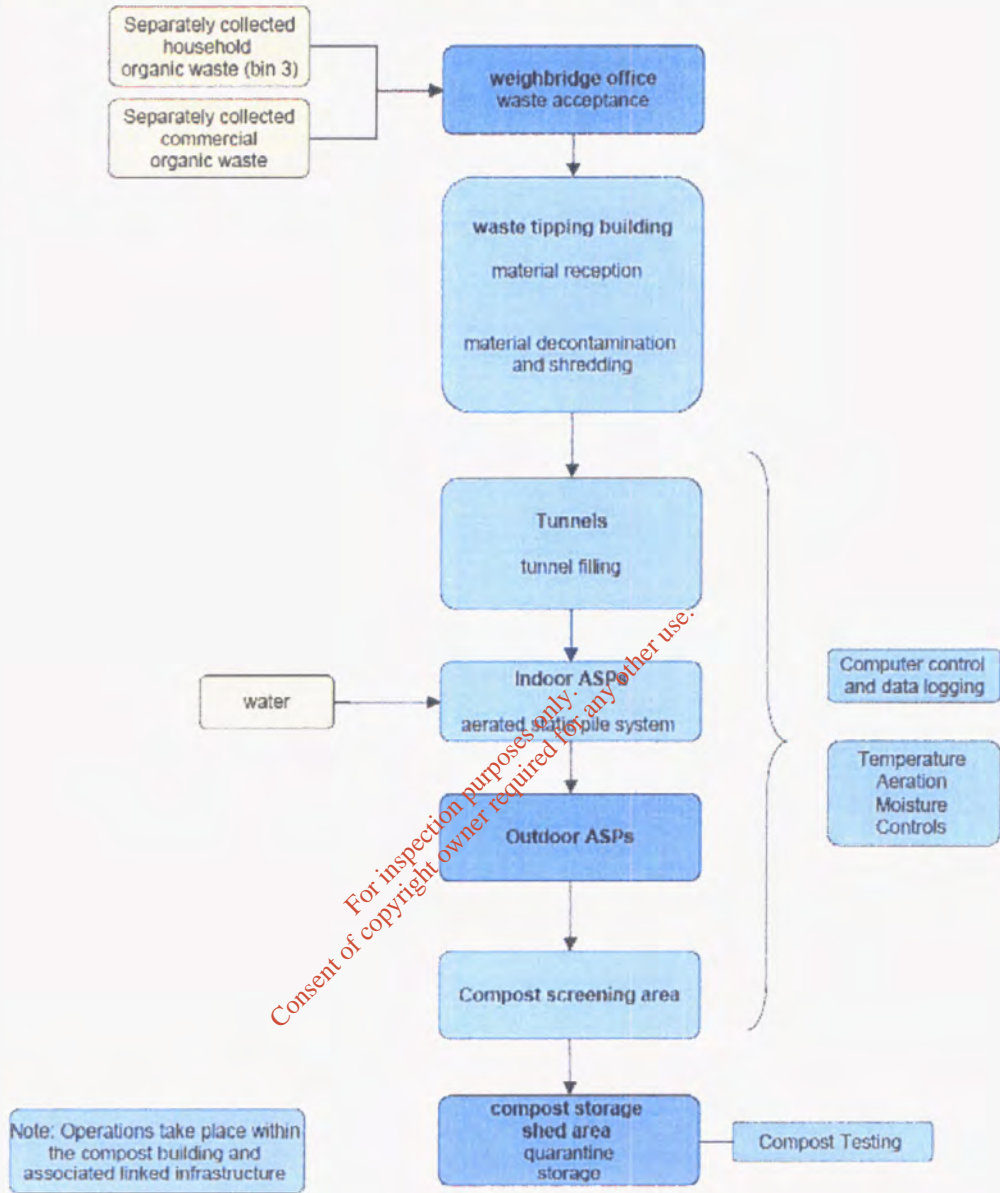 Separately collected
household
organic waste (bin 3)
Separately collected
commercial
organic waste
weighbridge office
waste acceptance
waste tipping building
material reception
material decontamination
and shredding
Tunnels
tunnel filling
water
Indoor ASPs
aerated static pile system
Outdoor ASPs
Compost screening area
Computer control
and data logging
Temperature
Aeration
Moisture
Controls
compost storage
shed area
quarantine
storage
Compost Testing
Note: Operations take place within
the compost building and
associated linked infrastructure
For inspection purposes only.
Consent of copyright owner required for any other use.